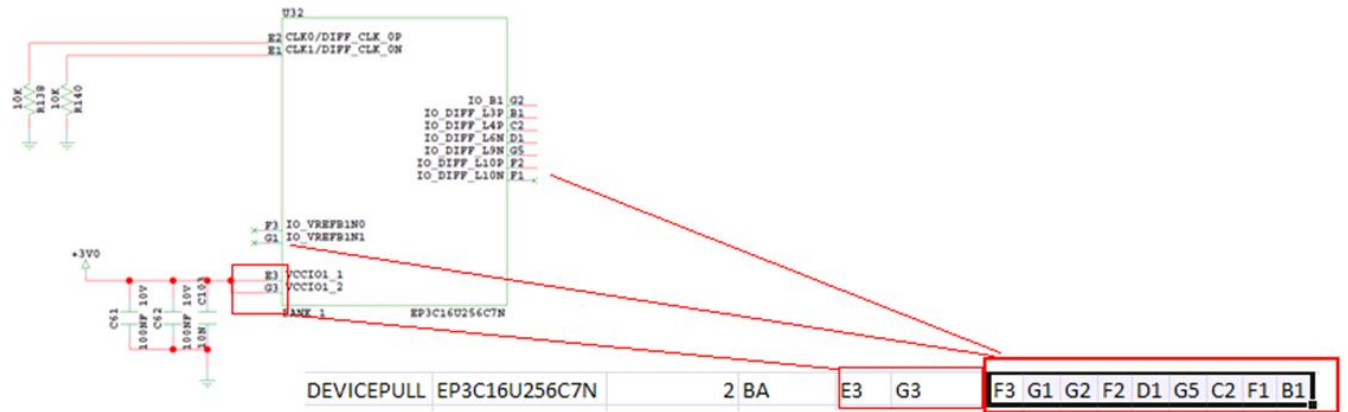 U32
E2 CLK0/DIFF_CLK_0P
E1 CLK1/DIFF_CLK_0N
10K
R138
10K
R140
IO_B1 G2
IO_DIFF_L3P B1
IO_DIFF_L4P C2
IO_DIFF_L6N D1
IO_DIFF_L9N G5
IO_DIFF_L10P F2
IO_DIFF_L10N F1
F3 IO_VREFB1N0
G1 IO_VREFB1N1
+3V0
E3 VCCIO1_1
G3 VCCIO1_2
BANK 1
EP3C16U256C7N
C61
100NF 10V
C62
100NF 10V
C103
10N
DEVICEPULL EP3C16U256C7N 2 BA E3 G3 F3 G1 G2 F2 D1 G5 C2 F1 B1